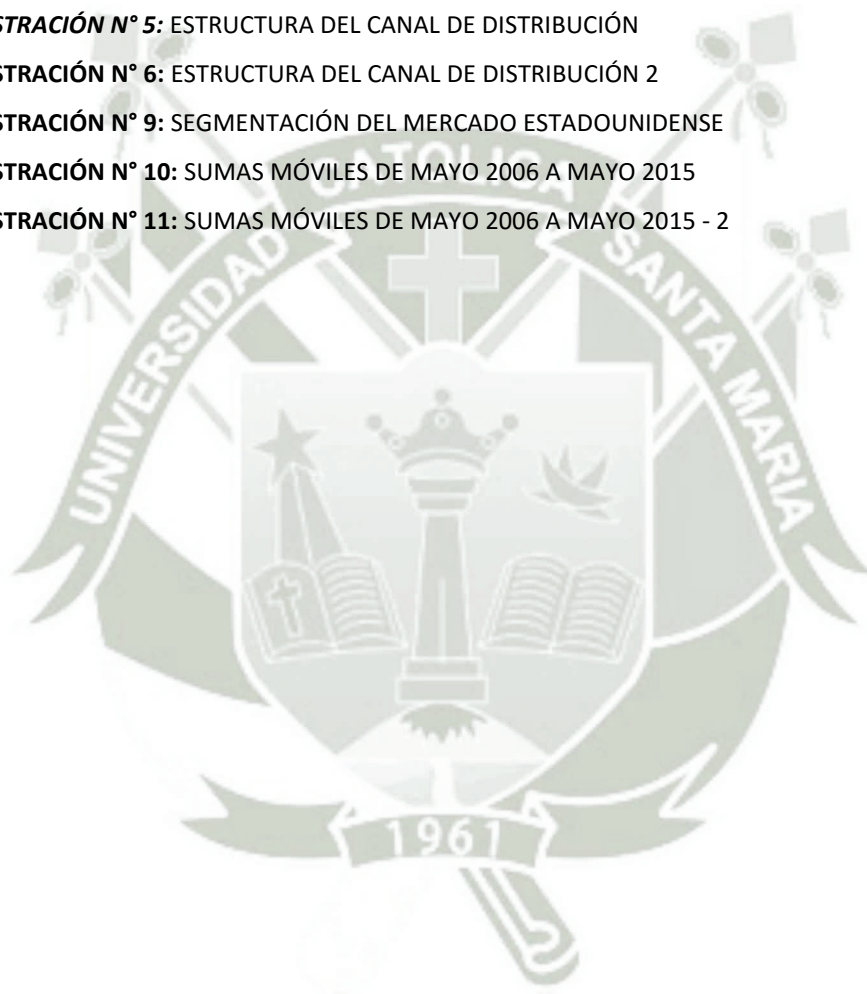 STRACIÓN N° 5: ESTRUCTURA DEL CANAL DE DISTRIBUCIÓN
STRACIÓN N° 6: ESTRUCTURA DEL CANAL DE DISTRIBUCIÓN 2
STRACIÓN N° 9: SEGMENTACIÓN DEL MERCADO ESTADOUNIDENSE
STRACIÓN N° 10: SUMAS MÓVILES DE MAYO 2006 A MAYO 2015
STRACIÓN N° 11: SUMAS MÓVILES DE MAYO 2006 A MAYO 2015 - 2
UNIVERSIDAD CATOLICA SANTA MARIA
1961